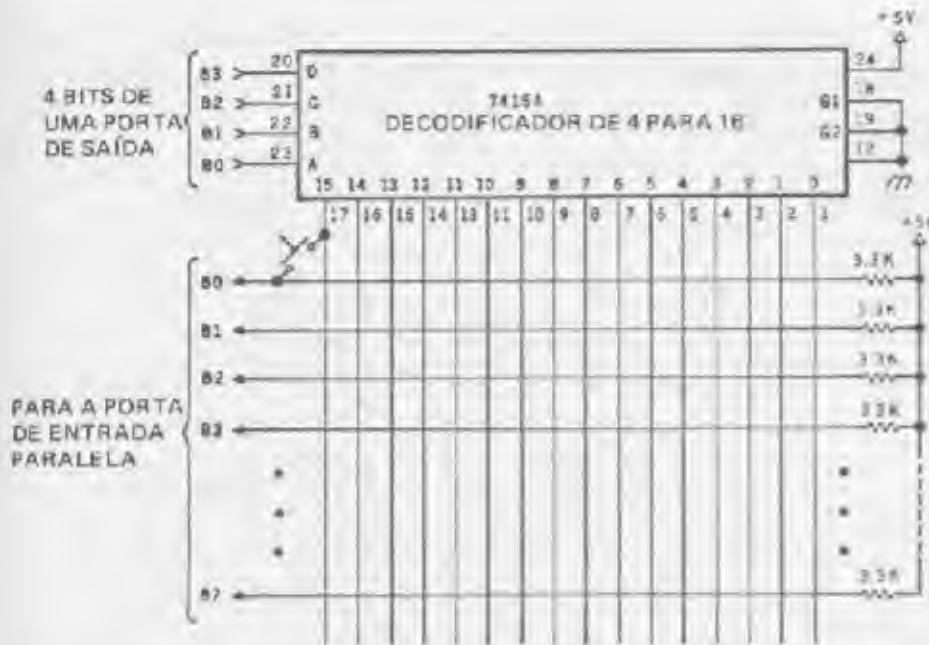 +5V
4 BITS DE
UMA PORTA
DE SAÍDA
B3 20 D
B2 21 C
B1 22 B
B0 23 A
74154
DECODIFICADOR DE 4 PARA 16
24
G1 18
G2 19
12
15 14 13 12 11 10 9 8 7 6 5 4 3 2 1 0
17 16 15 14 13 11 10 9 8 7 6 5 4 3 2 1
B0 3.3K
B1 3.3K
B2 3.3K
PARA A PORTA
DE ENTRADA
PARALELA
B3 3.3K
B7 3.3K